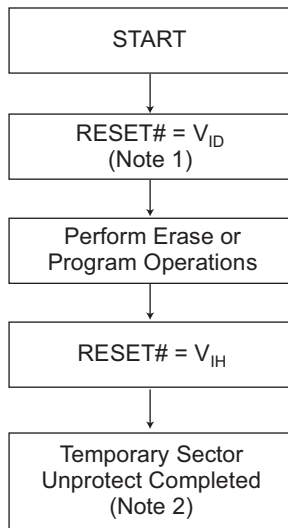 START
RESET# = V_ID
(Note 1)
Perform Erase or
Program Operations
RESET# = V_IH
Temporary Sector
Unprotect Completed
(Note 2)